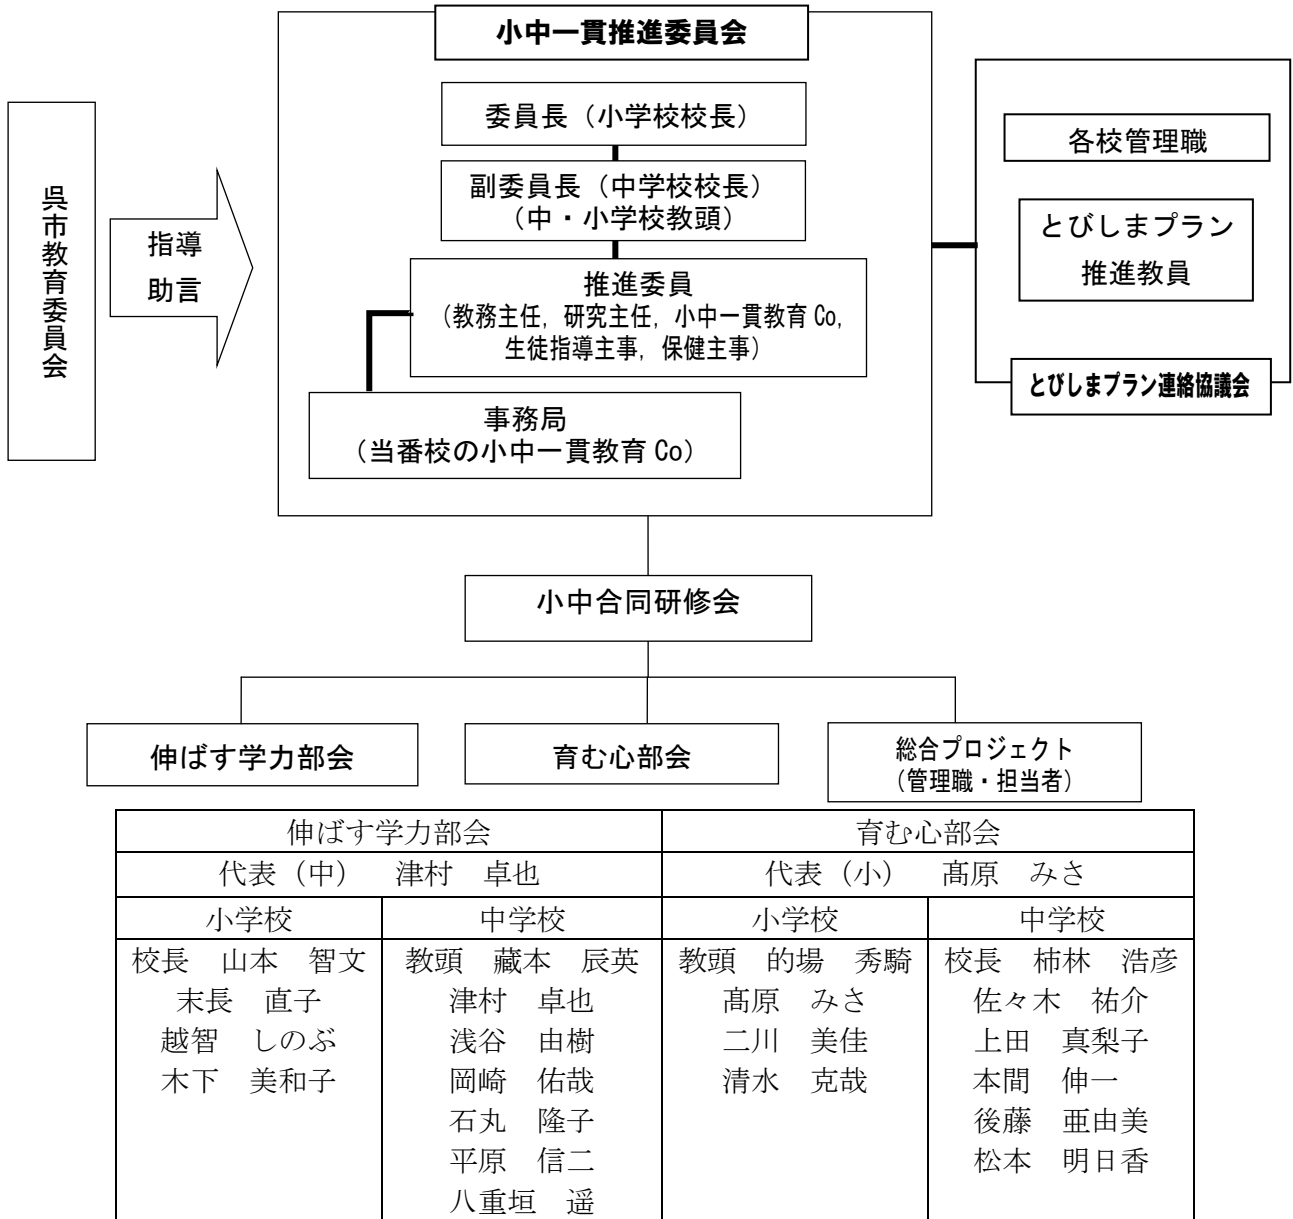 小中一貫推進委員会
委員長（小学校校長）
副委員長（中学校校長）
（中・小学校教頭）
推進委員
（教務主任，研究主任，小中一貫教育 Co，
生徒指導主事，保健主事）
事務局
（当番校の小中一貫教育 Co）
呉市教育委員会
指導
助言
各校管理職
とびしまプラン
推進教員
とびしまプラン連絡協議会
小中合同研修会
伸ばす学力部会
育む心部会
総合プロジェクト
（管理職・担当者）
伸ばす学力部会 育む心部会
代表（中）　津村　卓也 代表（小）　髙原　みさ
小学校 中学校 小学校 中学校
校長　山本　智文 教頭　藏本　辰英 教頭　的場　秀騎 校長　柿林　浩彦
末長　直子 津村　卓也 髙原　みさ 佐々木　祐介
越智　しのぶ 浅谷　由樹 二川　美佳 上田　真梨子
木下　美和子 岡崎　佑哉 清水　克哉 本間　伸一
石丸　隆子 後藤　亜由美
平原　信二 松本　明日香
八重垣　遥